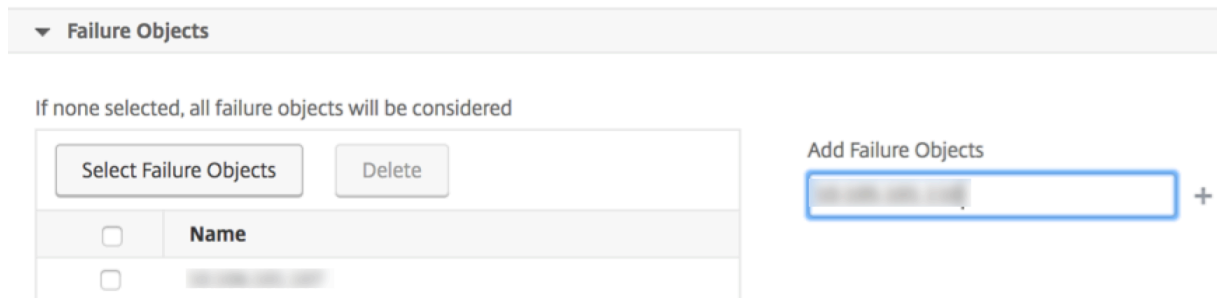 Failure Objects
If none selected, all failure objects will be considered
Select Failure Objects Delete
Add Failure Objects
Name